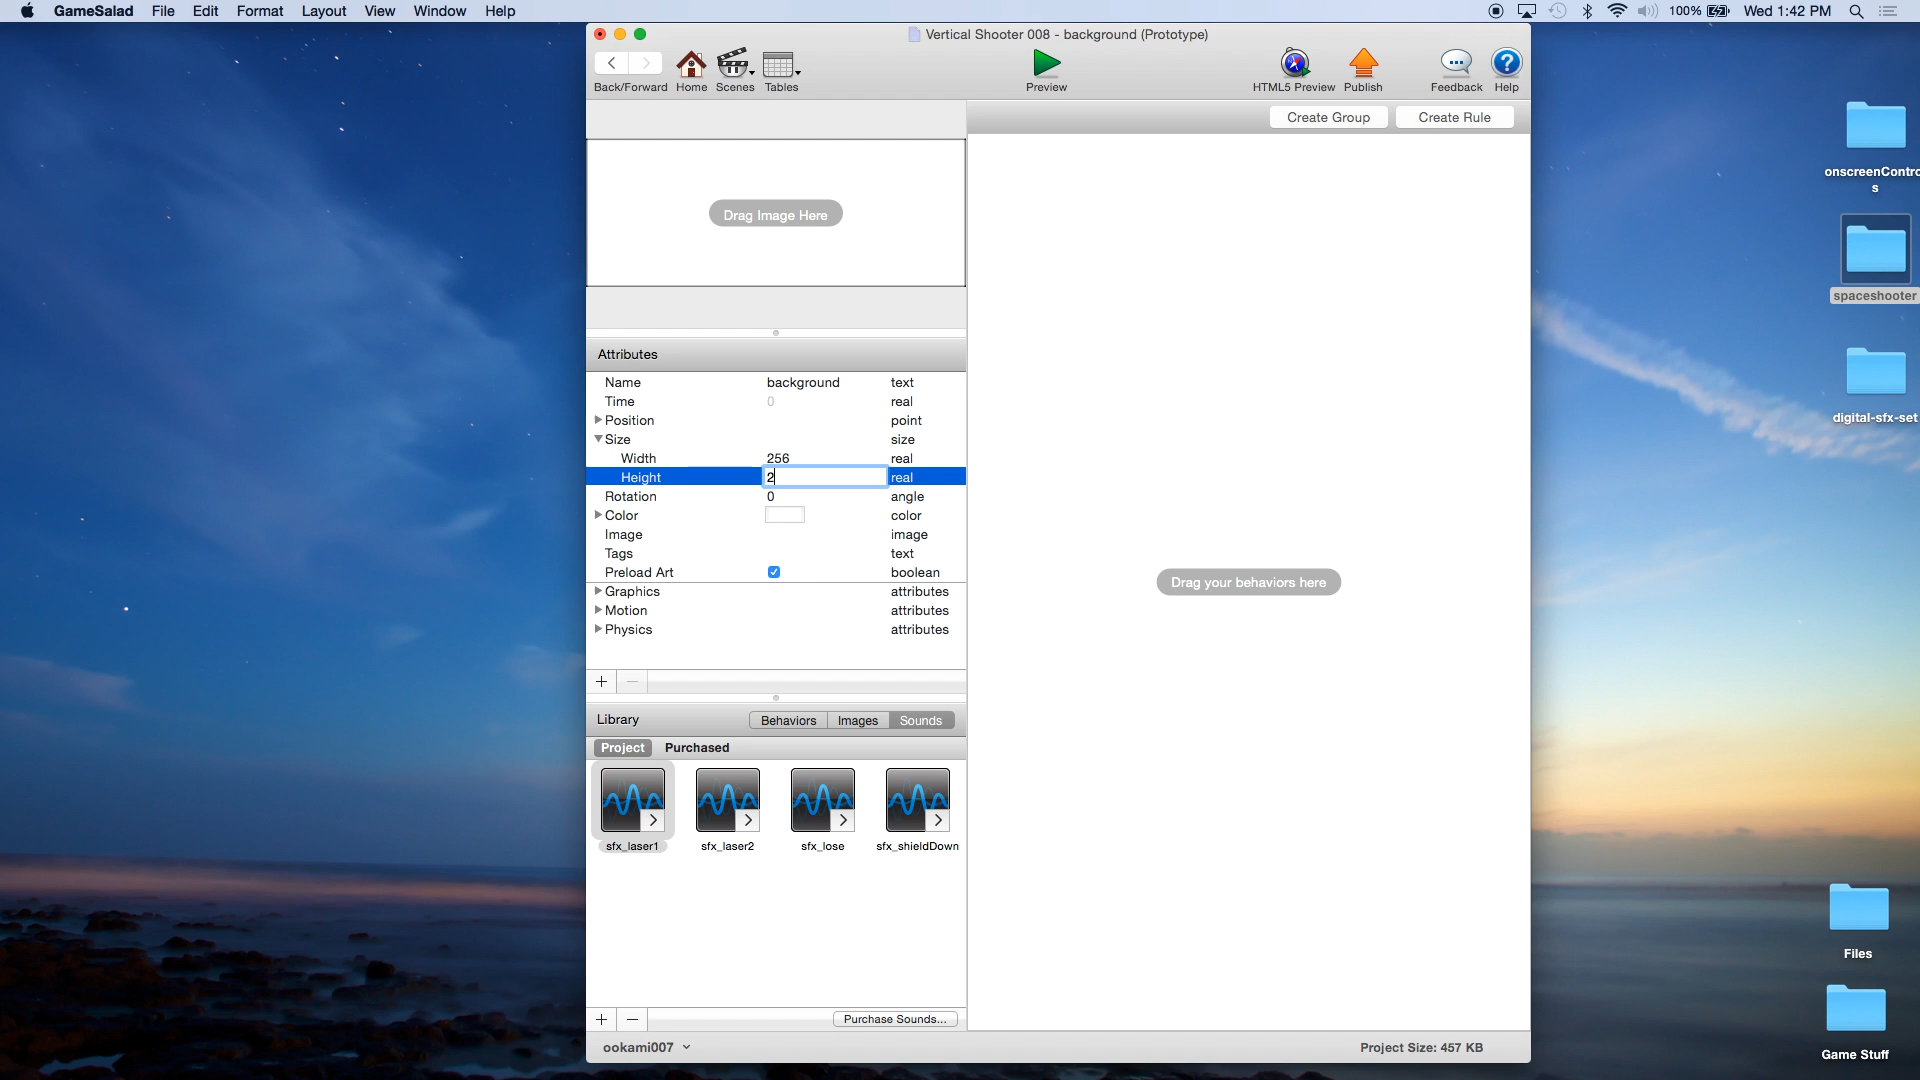 GameSalad File Edit Format Layout View Window Help 100% Wed 1:42 PM
Vertical Shooter 008 - background (Prototype)
Back/Forward Home Scenes Tables Preview HTML5 Preview Publish Feedback Help
Create Group Create Rule
Drag Image Here
Attributes
Name background text
Time 0 real
Position point
Size size
Width 256 real
Height 2 real
Rotation 0 angle
Color color
Image image
Tags text
Preload Art boolean
Graphics attributes
Motion attributes
Physics attributes
Drag your behaviors here
+ −
Library Behaviors Images Sounds
Project Purchased
sfx_laser1 sfx_laser2 sfx_lose sfx_shieldDown
+ − Purchase Sounds...
ookami007 Project Size: 457 KB
onscreenContro
s
spaceshooter
digital-sfx-set
Files
Game Stuff